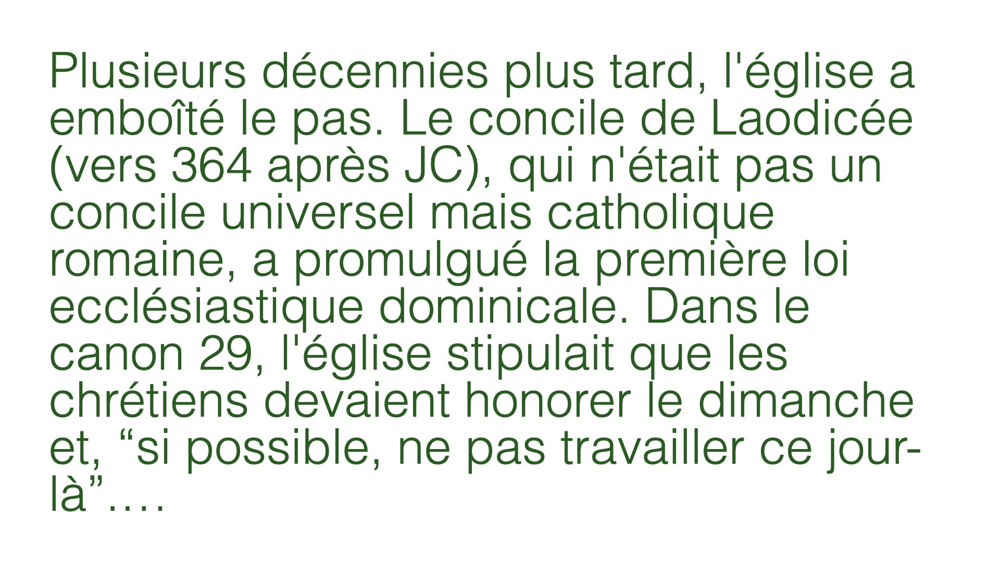 Plusieurs décennies plus tard, l'église a
emboîté le pas. Le concile de Laodicée
(vers 364 après JC), qui n'était pas un
concile universel mais catholique
romaine, a promulgué la première loi
ecclésiastique dominicale. Dans le
canon 29, l'église stipulait que les
chrétiens devaient honorer le dimanche
et, “si possible, ne pas travailler ce jour-
là”....